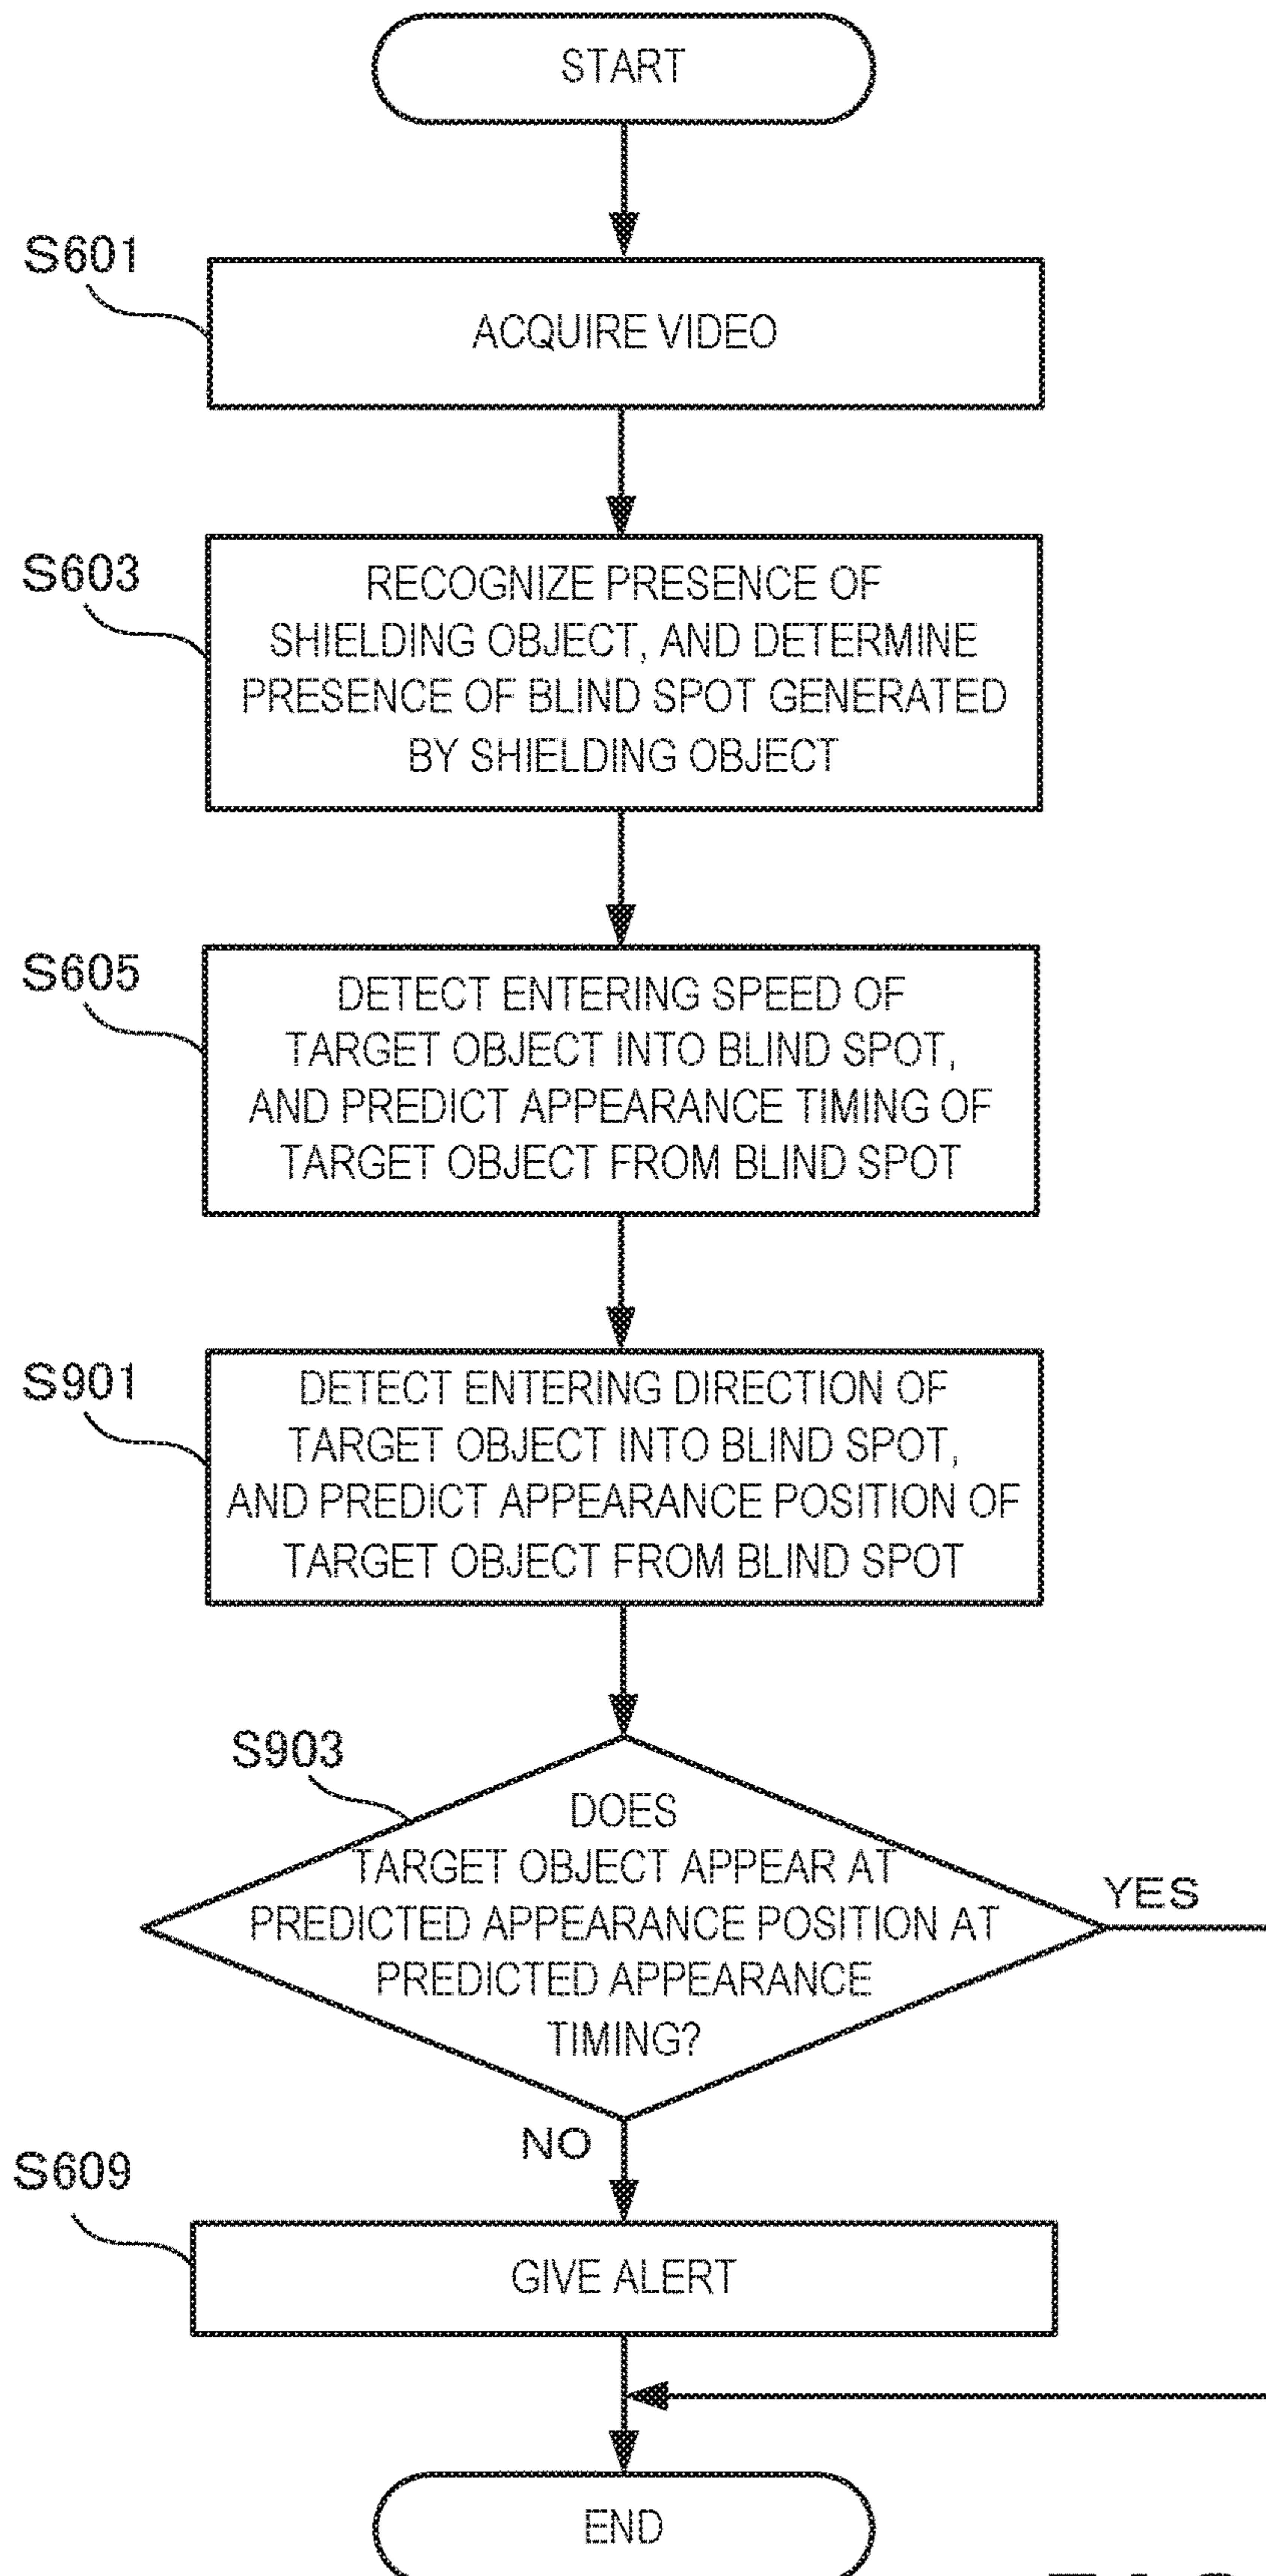 START
S601
ACQUIRE VIDEO
S603
RECOGNIZE PRESENCE OF
SHIELDING OBJECT, AND DETERMINE
PRESENCE OF BLIND SPOT GENERATED
BY SHIELDING OBJECT
S605
DETECT ENTERING SPEED OF
TARGET OBJECT INTO BLIND SPOT,
AND PREDICT APPEARANCE TIMING OF
TARGET OBJECT FROM BLIND SPOT
S901
DETECT ENTERING DIRECTION OF
TARGET OBJECT INTO BLIND SPOT,
AND PREDICT APPEARANCE POSITION OF
TARGET OBJECT FROM BLIND SPOT
S903
DOES
TARGET OBJECT APPEAR AT
PREDICTED APPEARANCE POSITION AT
PREDICTED APPEARANCE
TIMING?
YES
NO
S609
GIVE ALERT
END